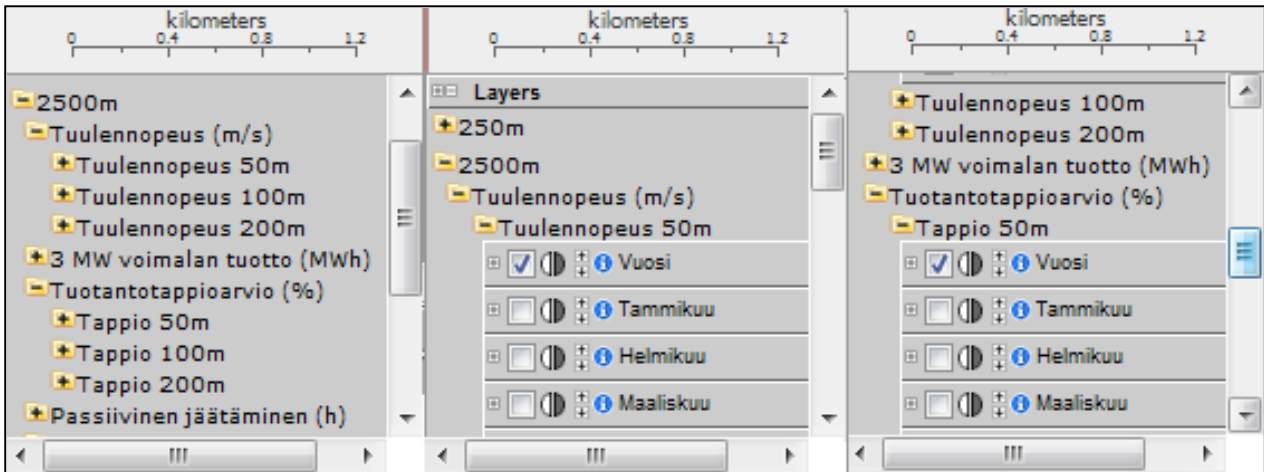 kilometers
0 0.4 0.8 1.2
2500m
Tuulennopeus (m/s)
Tuulennopeus 50m
Tuulennopeus 100m
Tuulennopeus 200m
3 MW voimalan tuotto (MWh)
Tuotantotappioarvio (%)
Tappio 50m
Tappio 100m
Tappio 200m
Passiivinen jäätäminen (h)
kilometers
0 0.4 0.8 1.2
Layers
250m
2500m
Tuulennopeus (m/s)
Tuulennopeus 50m
Vuosi
Tammikuu
Helmikuu
Maaliskuu
kilometers
0 0.4 0.8 1.2
Tuulennopeus 100m
Tuulennopeus 200m
3 MW voimalan tuotto (MWh)
Tuotantotappioarvio (%)
Tappio 50m
Vuosi
Tammikuu
Helmikuu
Maaliskuu